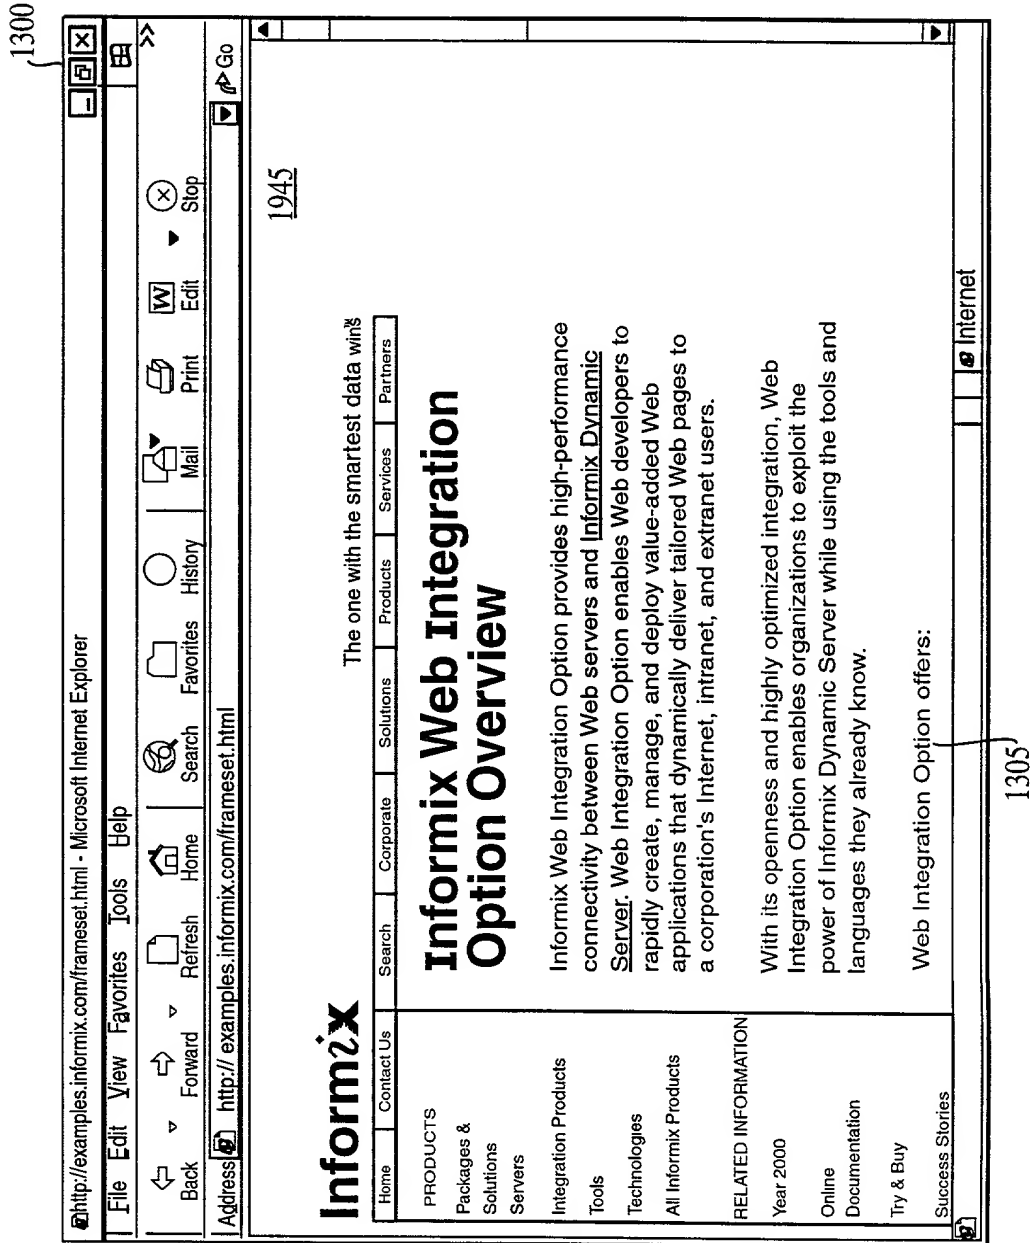 1300
http://examples.informix.com/frameset.html - Microsoft Internet Explorer
File Edit View Favorites Tools Help
Back Forward Refresh Home Search Favorites History Mail Print Edit Stop >>
Address http:// examples.informix.com/frameset.html Go
1945
Informix
The one with the smartest data wins
Home Contact Us Search Corporate Solutions Products Services Partners
PRODUCTS
Packages &
Solutions
Servers
Integration Products
Tools
Technologies
All Informix Products
RELATED INFORMATION
Year 2000
Online
Documentation
Try & Buy
Success Stories
Informix Web Integration
Option Overview
Informix Web Integration Option provides high-performance
connectivity between Web servers and Informix Dynamic
Server. Web Integration Option enables Web developers to
rapidly create, manage, and deploy value-added Web
applications that dynamically deliver tailored Web pages to
a corporation's Internet, intranet, and extranet users.
With its openness and highly optimized integration, Web
Integration Option enables organizations to exploit the
power of Informix Dynamic Server while using the tools and
languages they already know.
Web Integration Option offers:
Internet
1305